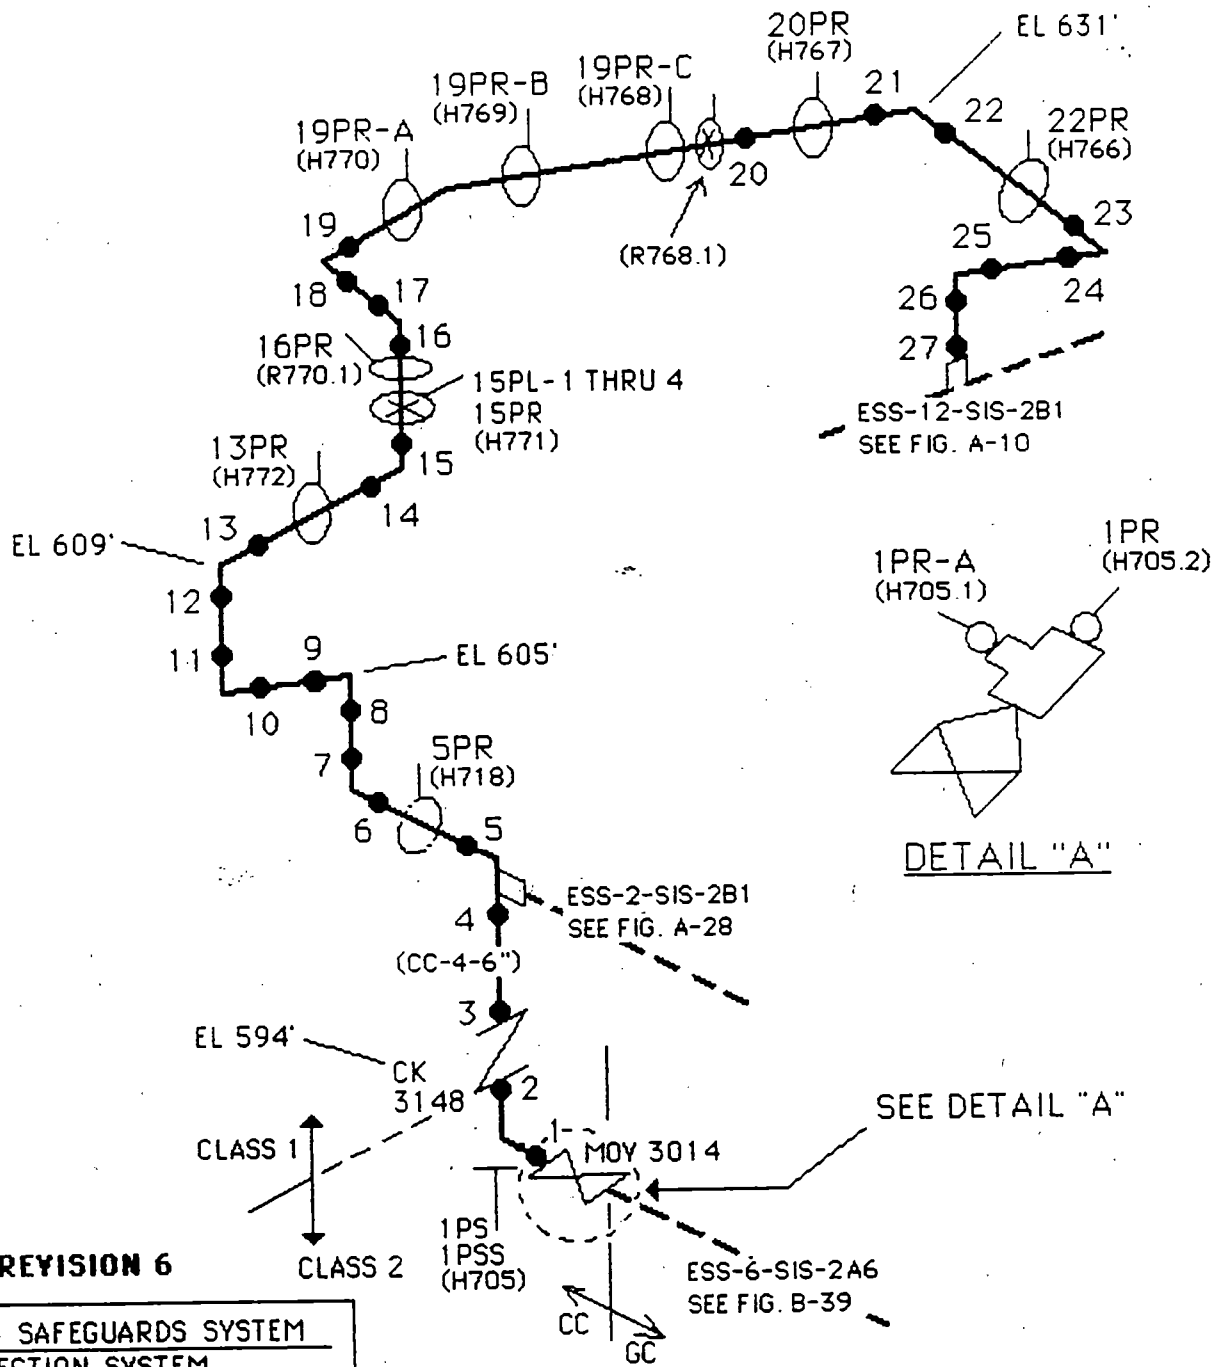 20PR
(H767)
EL 631'
19PR-C
(H768)
19PR-B
(H769)
21
22
19PR-A
(H770)
22PR
(H766)
20
19
23
(R768.1)
25
24
18
17
26
16
27
16PR
(R770.1)
15PL-1 THRU 4
15PR
(H771)
ESS-12-SIS-2B1
SEE FIG. A-10
13PR
(H772)
15
14
13
EL 609'
1PR
(H705.2)
1PR-A
(H705.1)
12
11
9
EL 605'
10
8
7
5PR
(H718)
6
5
DETAIL "A"
ESS-2-SIS-2B1
SEE FIG. A-28
4
(CC-4-6")
3
EL 594'
CK
3148
2
SEE DETAIL "A"
CLASS 1
1
MOV 3014
1PS
1PSS
(H705)
CLASS 2
REVISION 6
ESS-6-SIS-2A6
SEE FIG. B-39
CC
GC
SAFEGUARDS SYSTEM
ECTION SYSTEM